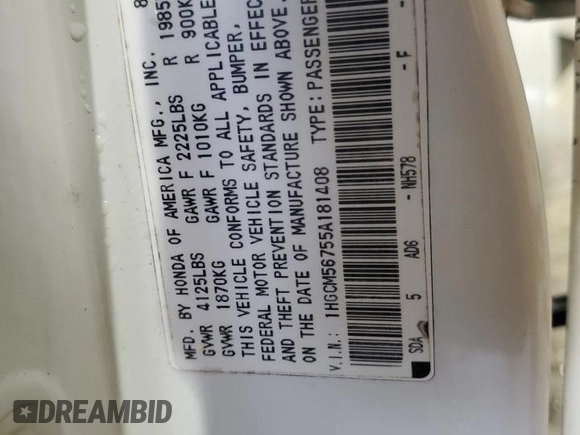 MFD. BY HONDA OF AMERICA MFG., INC. 8
GVWR 4125LBS GAWR F 2225LBS R 1985
GVWR 1870KG GAWR F 1010KG R 900K
THIS VEHICLE CONFORMS TO ALL APPLICABLE
FEDERAL MOTOR VEHICLE SAFETY, BUMPER,
AND THEFT PREVENTION STANDARDS IN EFFEC
ON THE DATE OF MANUFACTURE SHOWN ABOVE.
V.I.N.: 1HGCM56755A181408 TYPE: PASSENGER
SDA 5 AD6 - NH578 - F -
DREAMBID